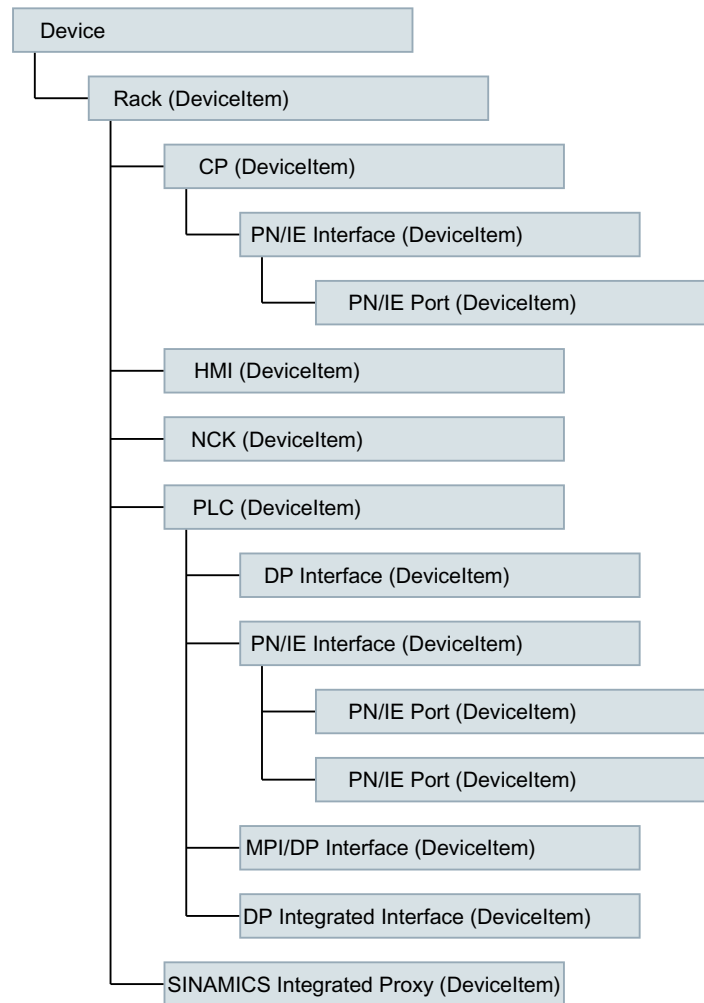 Device
Rack (DeviceItem)
CP (DeviceItem)
PN/IE Interface (DeviceItem)
PN/IE Port (DeviceItem)
HMI (DeviceItem)
NCK (DeviceItem)
PLC (DeviceItem)
DP Interface (DeviceItem)
PN/IE Interface (DeviceItem)
PN/IE Port (DeviceItem)
PN/IE Port (DeviceItem)
MPI/DP Interface (DeviceItem)
DP Integrated Interface (DeviceItem)
SINAMICS Integrated Proxy (DeviceItem)